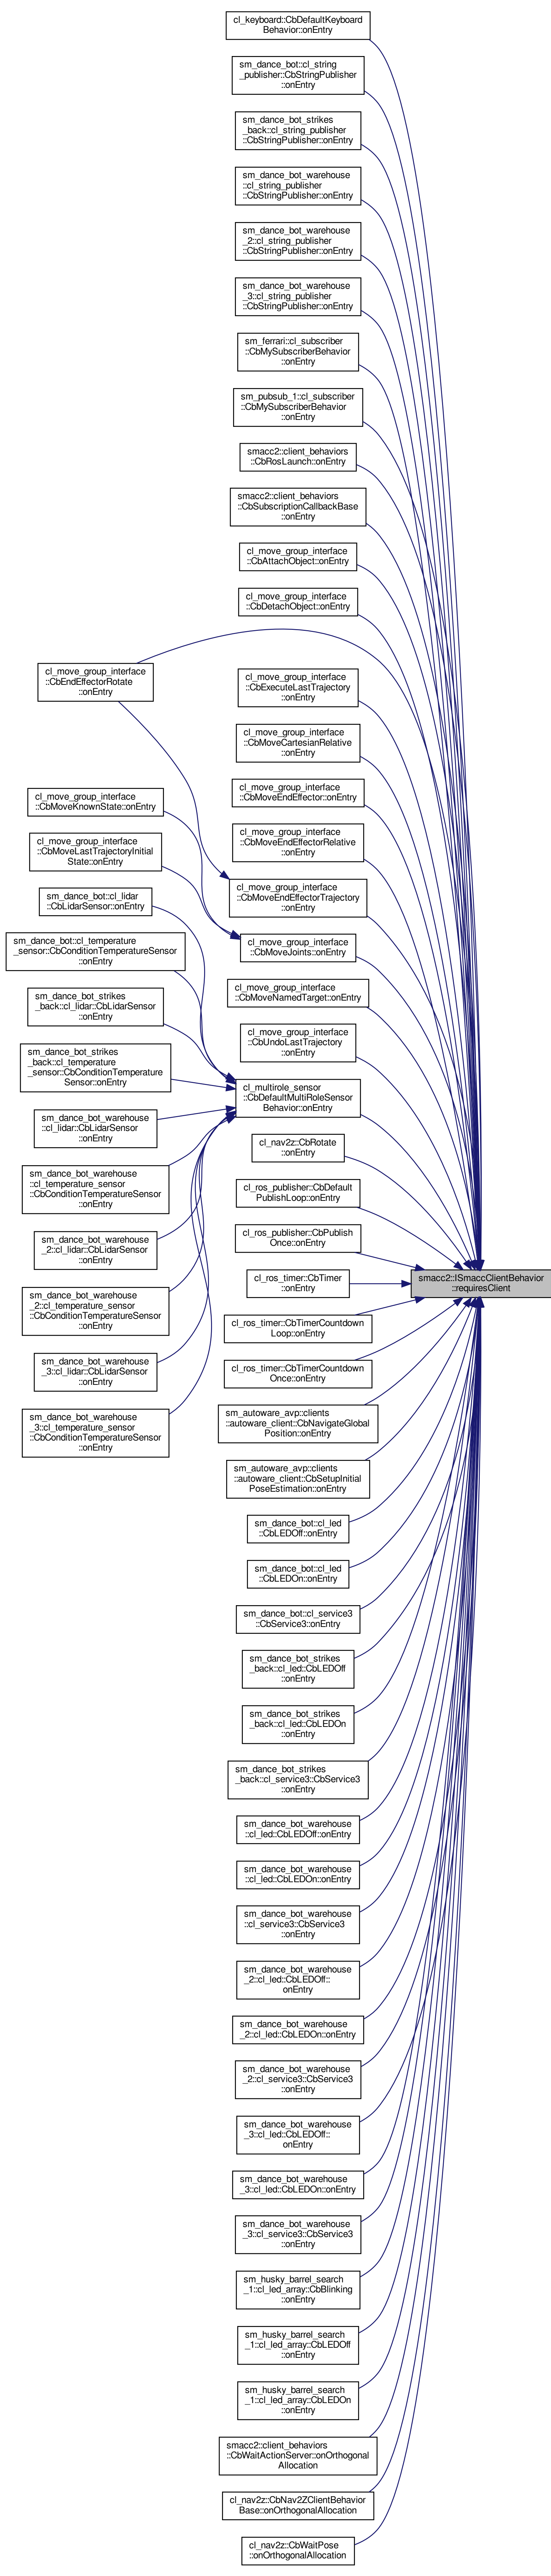 cl_keyboard::CbDefaultKeyboard
Behavior::onEntry
sm_dance_bot::cl_string
_publisher::CbStringPublisher
::onEntry
sm_dance_bot_strikes
_back::cl_string_publisher
::CbStringPublisher::onEntry
sm_dance_bot_warehouse
::cl_string_publisher
::CbStringPublisher::onEntry
sm_dance_bot_warehouse
_2::cl_string_publisher
::CbStringPublisher::onEntry
sm_dance_bot_warehouse
_3::cl_string_publisher
::CbStringPublisher::onEntry
sm_ferrari::cl_subscriber
::CbMySubscriberBehavior
::onEntry
sm_pubsub_1::cl_subscriber
::CbMySubscriberBehavior
::onEntry
smacc2::client_behaviors
::CbRosLaunch::onEntry
smacc2::client_behaviors
::CbSubscriptionCallbackBase
::onEntry
cl_move_group_interface
::CbAttachObject::onEntry
cl_move_group_interface
::CbDetachObject::onEntry
cl_move_group_interface
::CbEndEffectorRotate
::onEntry
cl_move_group_interface
::CbExecuteLastTrajectory
::onEntry
cl_move_group_interface
::CbMoveCartesianRelative
::onEntry
cl_move_group_interface
::CbMoveEndEffector::onEntry
cl_move_group_interface
::CbMoveKnownState::onEntry
cl_move_group_interface
::CbMoveEndEffectorRelative
::onEntry
cl_move_group_interface
::CbMoveLastTrajectoryInitial
State::onEntry
cl_move_group_interface
::CbMoveEndEffectorTrajectory
::onEntry
sm_dance_bot::cl_lidar
::CbLidarSensor::onEntry
cl_move_group_interface
::CbMoveJoints::onEntry
sm_dance_bot::cl_temperature
_sensor::CbConditionTemperatureSensor
::onEntry
cl_move_group_interface
::CbMoveNamedTarget::onEntry
sm_dance_bot_strikes
_back::cl_lidar::CbLidarSensor
::onEntry
cl_move_group_interface
::CbUndoLastTrajectory
::onEntry
sm_dance_bot_strikes
_back::cl_temperature
_sensor::CbConditionTemperature
Sensor::onEntry
cl_multirole_sensor
::CbDefaultMultiRoleSensor
Behavior::onEntry
sm_dance_bot_warehouse
::cl_lidar::CbLidarSensor
::onEntry
cl_nav2z::CbRotate
::onEntry
sm_dance_bot_warehouse
::cl_temperature_sensor
::CbConditionTemperatureSensor
::onEntry
cl_ros_publisher::CbDefault
PublishLoop::onEntry
sm_dance_bot_warehouse
_2::cl_lidar::CbLidarSensor
::onEntry
cl_ros_publisher::CbPublish
Once::onEntry
smacc2::ISmaccClientBehavior
::requiresClient
sm_dance_bot_warehouse
_2::cl_temperature_sensor
::CbConditionTemperatureSensor
::onEntry
cl_ros_timer::CbTimer
::onEntry
cl_ros_timer::CbTimerCountdown
Loop::onEntry
sm_dance_bot_warehouse
_3::cl_lidar::CbLidarSensor
::onEntry
cl_ros_timer::CbTimerCountdown
Once::onEntry
sm_dance_bot_warehouse
_3::cl_temperature_sensor
::CbConditionTemperatureSensor
::onEntry
sm_autoware_avp::clients
::autoware_client::CbNavigateGlobal
Position::onEntry
sm_autoware_avp::clients
::autoware_client::CbSetupInitial
PoseEstimation::onEntry
sm_dance_bot::cl_led
::CbLEDOff::onEntry
sm_dance_bot::cl_led
::CbLEDOn::onEntry
sm_dance_bot::cl_service3
::CbService3::onEntry
sm_dance_bot_strikes
_back::cl_led::CbLEDOff
::onEntry
sm_dance_bot_strikes
_back::cl_led::CbLEDOn
::onEntry
sm_dance_bot_strikes
_back::cl_service3::CbService3
::onEntry
sm_dance_bot_warehouse
::cl_led::CbLEDOff::onEntry
sm_dance_bot_warehouse
::cl_led::CbLEDOn::onEntry
sm_dance_bot_warehouse
::cl_service3::CbService3
::onEntry
sm_dance_bot_warehouse
_2::cl_led::CbLEDOff::
onEntry
sm_dance_bot_warehouse
_2::cl_led::CbLEDOn::onEntry
sm_dance_bot_warehouse
_2::cl_service3::CbService3
::onEntry
sm_dance_bot_warehouse
_3::cl_led::CbLEDOff::
onEntry
sm_dance_bot_warehouse
_3::cl_led::CbLEDOn::onEntry
sm_dance_bot_warehouse
_3::cl_service3::CbService3
::onEntry
sm_husky_barrel_search
_1::cl_led_array::CbBlinking
::onEntry
sm_husky_barrel_search
_1::cl_led_array::CbLEDOff
::onEntry
sm_husky_barrel_search
_1::cl_led_array::CbLEDOn
::onEntry
smacc2::client_behaviors
::CbWaitActionServer::onOrthogonal
Allocation
cl_nav2z::CbNav2ZClientBehavior
Base::onOrthogonalAllocation
cl_nav2z::CbWaitPose
::onOrthogonalAllocation